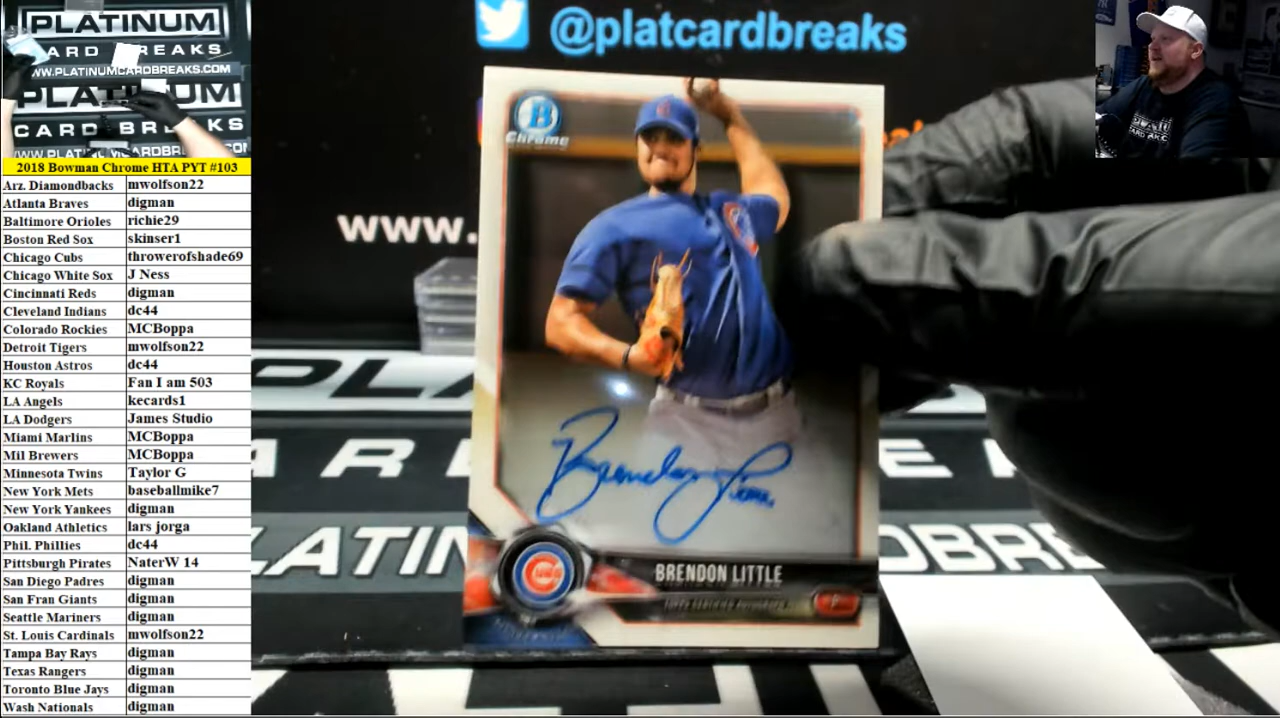 PLATINUM
CARD BREAKS
WWW.PLATINUMCARDBREAKS.COM
PLATINUM
CARD BREAKS
2018 Bowman Chrome HTA PYT #103
Arz. Diamondbacks mwolfson22
Atlanta Braves digman
Baltimore Orioles richie29
Boston Red Sox skinser1
Chicago Cubs throwerofshade69
Chicago White Sox J Ness
Cincinnati Reds digman
Cleveland Indians dc44
Colorado Rockies MCBoppa
Detroit Tigers mwolfson22
Houston Astros dc44
KC Royals Fan I am 503
LA Angels kecards1
LA Dodgers James Studio
Miami Marlins MCBoppa
Mil Brewers MCBoppa
Minnesota Twins Taylor G
New York Mets baseballmike7
New York Yankees digman
Oakland Athletics lars jorga
Phil. Phillies dc44
Pittsburgh Pirates NaterW 14
San Diego Padres digman
San Fran Giants digman
Seattle Mariners digman
St. Louis Cardinals mwolfson22
Tampa Bay Rays digman
Texas Rangers digman
Toronto Blue Jays digman
Wash Nationals digman
@platcardbreaks
www.
B
Chrome
Brendon Little
BRENDON LITTLE
P